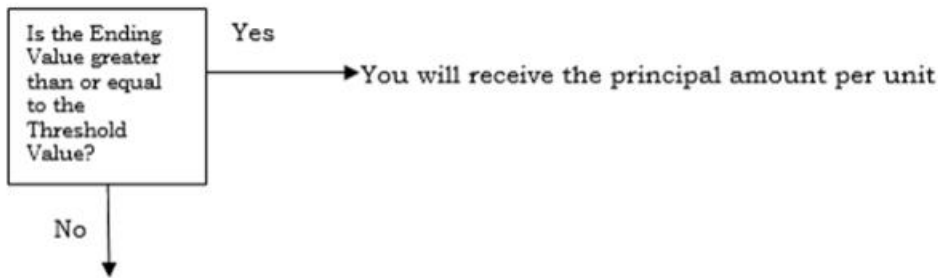 Is the Ending
Value greater
than or equal
to the
Threshold
Value?
Yes
You will receive the principal amount per unit
No